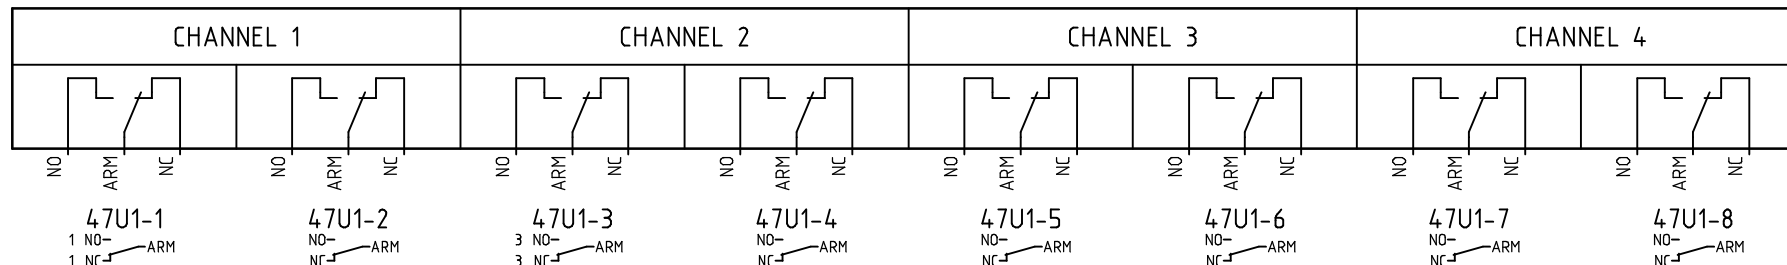 CHANNEL 1 CHANNEL 2 CHANNEL 3 CHANNEL 4
NO ARM NC NO ARM NC NO ARM NC NO ARM NC NO ARM NC NO ARM NC NO ARM NC NO ARM NC
47U1-1 47U1-2 47U1-3 47U1-4 47U1-5 47U1-6 47U1-7 47U1-8
1 NO ARM NO ARM 3 NO ARM NO ARM NO ARM NO ARM NO ARM NO ARM
1 NC NC 3 NC NC NC NC NC NC